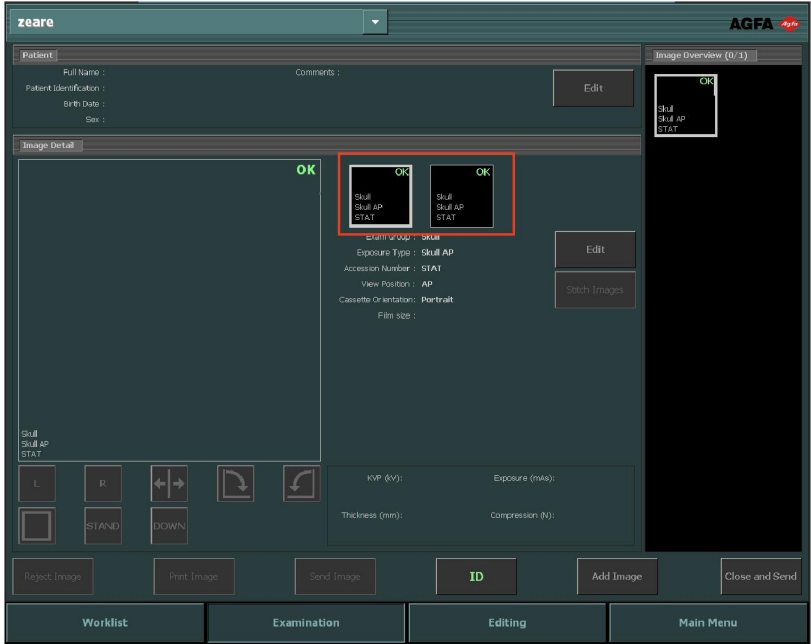 zeare
AGFA Agfa
Patient
Image Overview (0/1)
Full Name :
Comments :
Patient Identification :
Edit
Birth Date :
Sex :
OK
Skull
Skull AP
STAT
Image Detail
OK
OK
Skull
Skull AP
STAT
OK
Skull
Skull AP
STAT
Exam Group : Skull
Exposure Type : Skull AP
Accession Number : STAT
View Position : AP
Cassette Orientation: Portrait
Film size :
Edit
Stitch Images
Skull
Skull AP
STAT
L
R
STAND
DOWN
KVP (kV):
Exposure (mAs):
Thickness (mm):
Compression (N):
Reject Image
Print Image
Send Image
ID
Add Image
Close and Send
Worklist
Examination
Editing
Main Menu